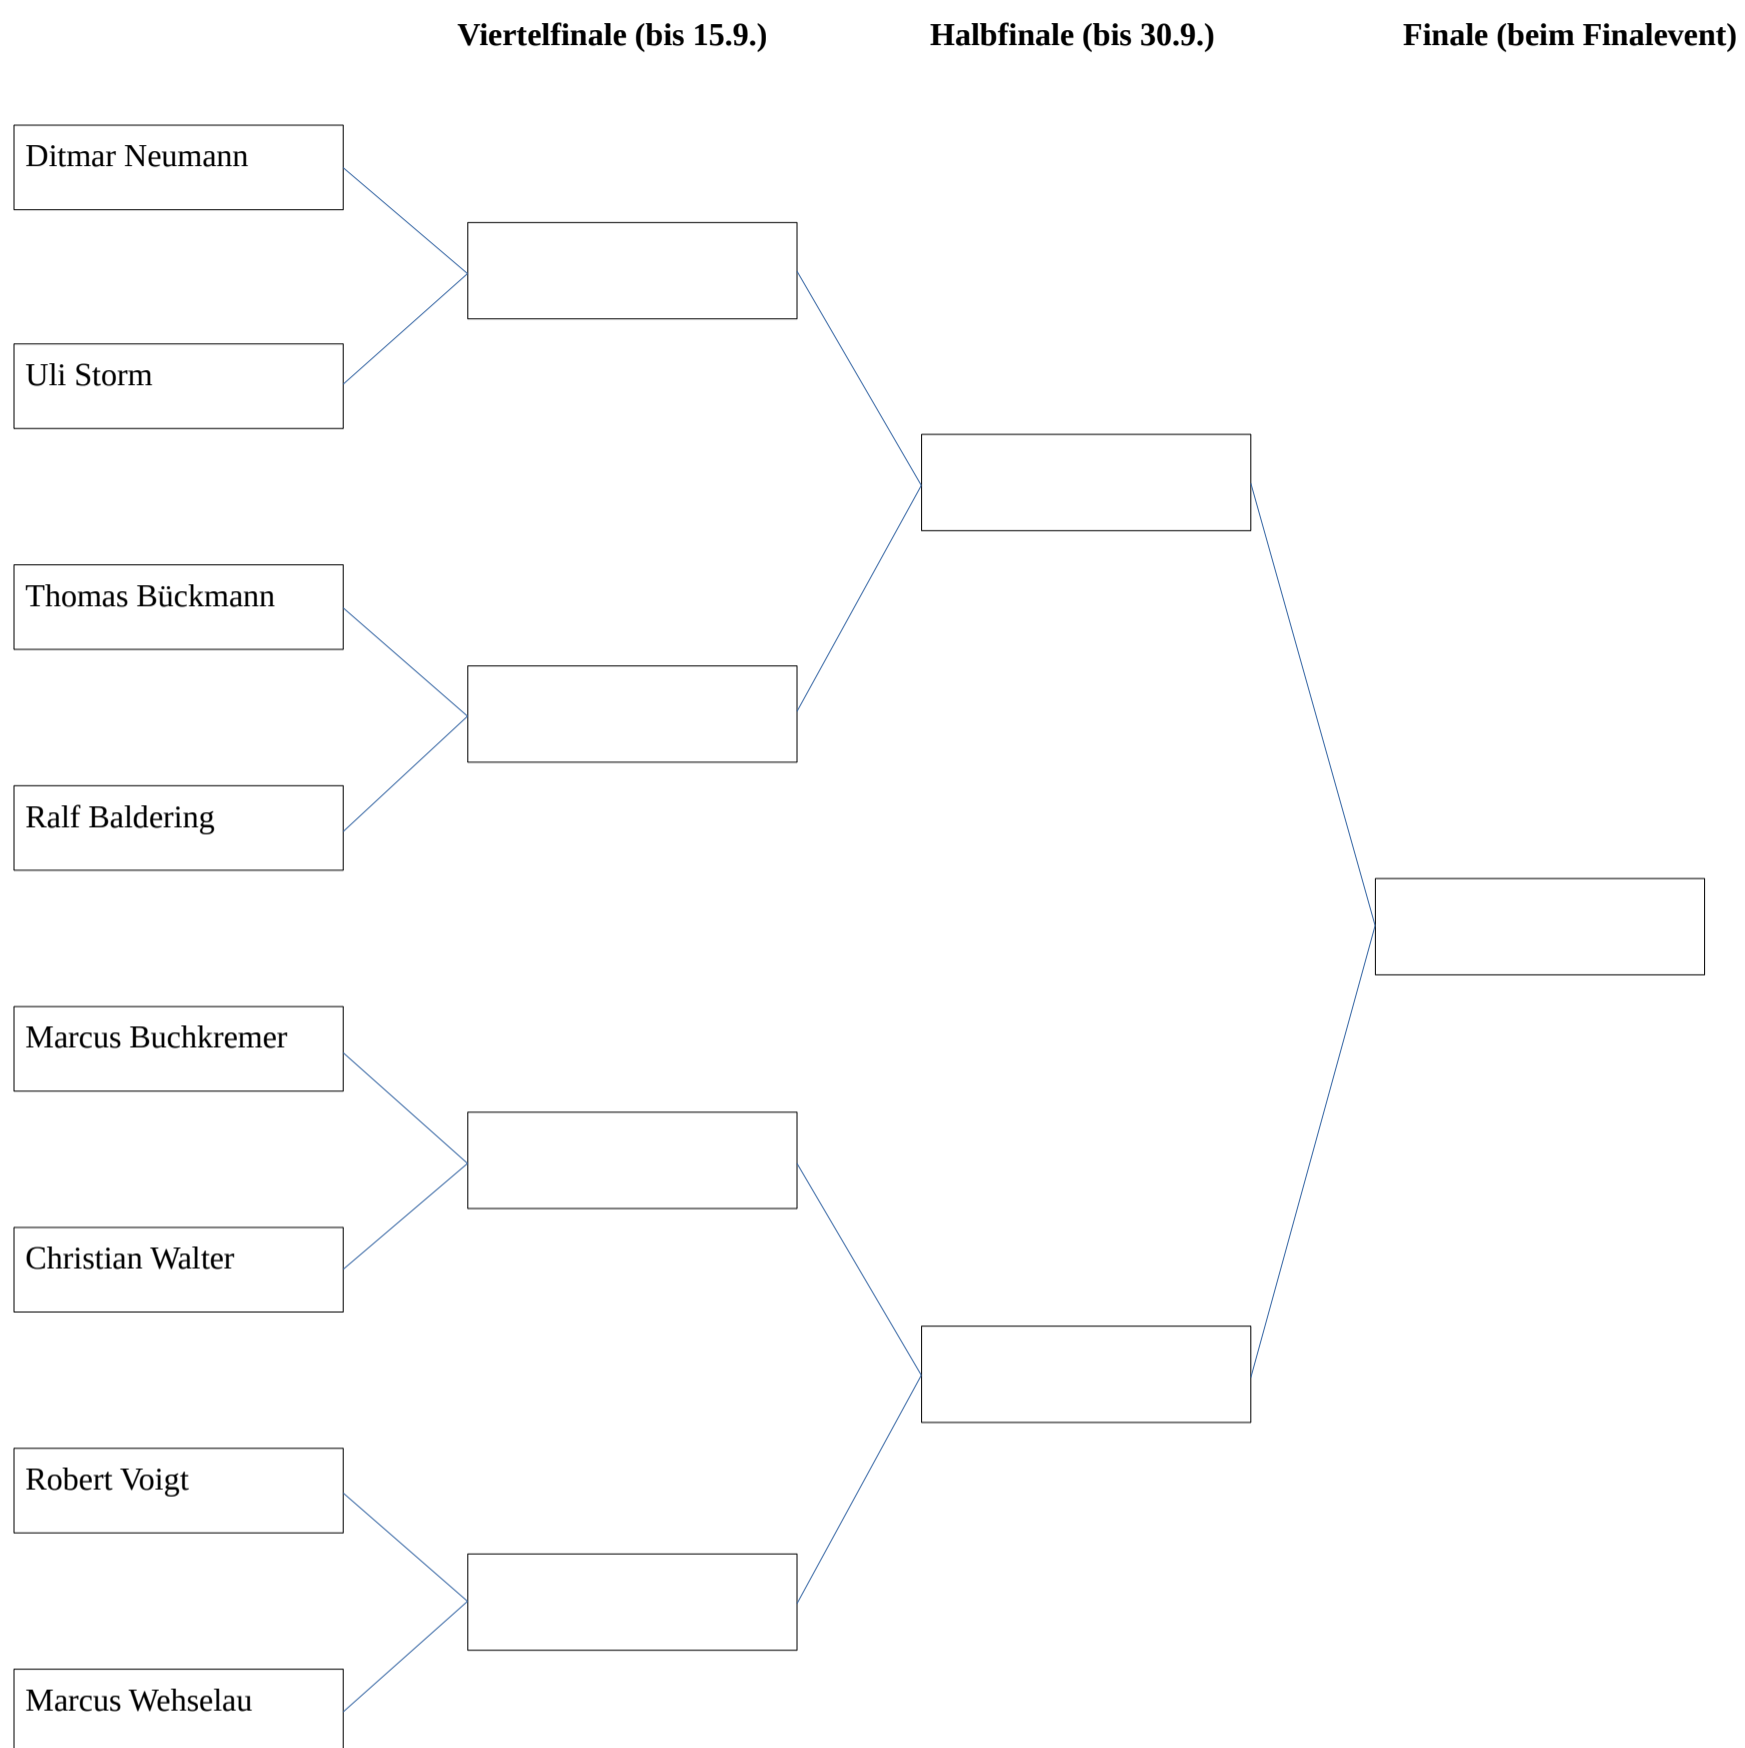 Viertelfinale (bis 15.9.) Halbfinale (bis 30.9.) Finale (beim Finalevent)
Ditmar Neumann
Uli Storm
Thomas Bückmann
Ralf Baldering
Marcus Buchkremer
Christian Walter
Robert Voigt
Marcus Wehselau